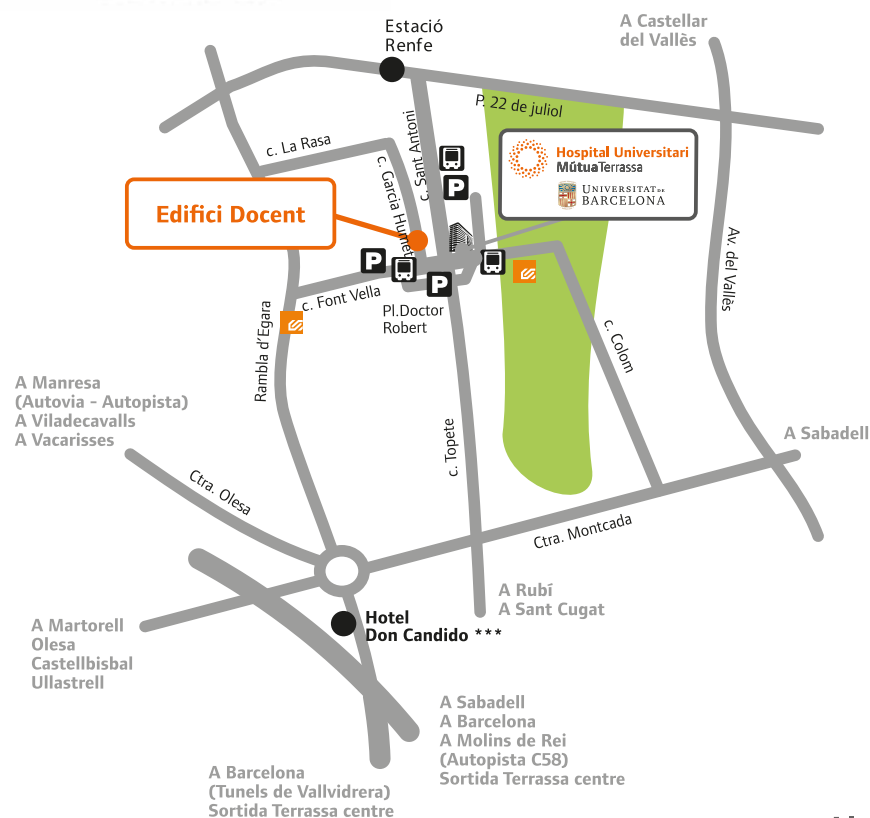 Estació
Renfe
A Castellar
del Vallès
P. 22 de juliol
c. La Rasa
c. Sant Antoni
c. Garcia Humet
Hospital Universitari
MútuaTerrassa
UNIVERSITAT DE
BARCELONA
Edifici Docent
P
P
P
c. Font Vella
Pl.Doctor
Robert
Rambla d'Egara
Av. del Vallès
c. Colom
A Manresa
(Autovia - Autopista)
A Viladecavalls
A Vacarisses
c. Topete
A Sabadell
Ctra. Olesa
Ctra. Montcada
A Rubí
A Sant Cugat
Hotel
Don Candido ***
A Martorell
Olesa
Castellbisbal
Ullastrell
A Sabadell
A Barcelona
A Molins de Rei
(Autopista C58)
Sortida Terrassa centre
A Barcelona
(Tunels de Vallvidrera)
Sortida Terrassa centre